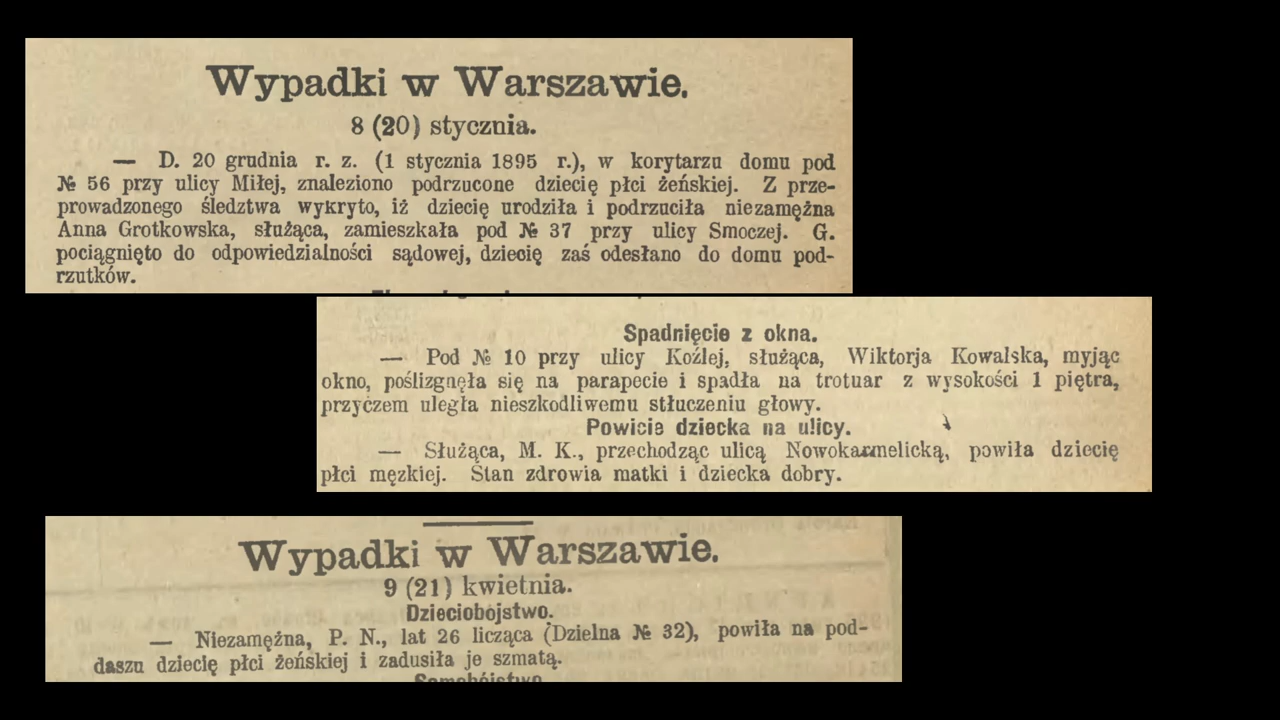 Wypadki w Warszawie.
8 (20) stycznia.
— D. 20 grudnia r. z. (1 stycznia 1895 r.), w korytarzu domu pod
№ 56 przy ulicy Miłej, znaleziono podrzucone dziecię płci żeńskiej. Z prze-
prowadzonego śledztwa wykryto, iż dziecię urodziła i podrzuciła niezamężna
Anna Grotkowska, służąca, zamieszkała pod № 37 przy ulicy Smoczej. G.
pociągnięto do odpowiedzialności sądowej, dziecię zaś odesłano do domu pod-
rzutków.
Spadnięcie z okna.
— Pod № 10 przy ulicy Koźlej, służąca, Wiktorja Kowalska, myjąc
okno, poślizgnęła się na parapecie i spadła na trotuar z wysokości 1 piętra,
przyczem uległa nieszkodliwemu stłuczeniu głowy.
Powicie dziecka na ulicy.
— Służąca, M. K., przechodząc ulicą Nowokarmelicką, powiła dziecię
płci męzkiej. Stan zdrowia matki i dziecka dobry.
Wypadki w Warszawie.
9 (21) kwietnia.
Dzieciobójstwo.
— Niezamężna, P. N., lat 26 licząca (Dzielna № 32), powiła na pod-
daszu dziecię płci żeńskiej i zadusiła je szmatą.
Samobójstwo